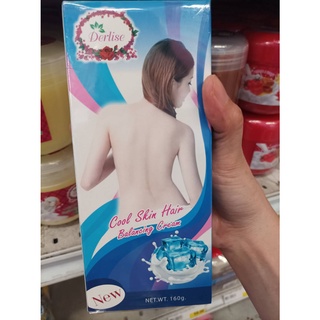 Derlise
Cool Skin Hair
Balancing Cream
New
NET WT. 160g